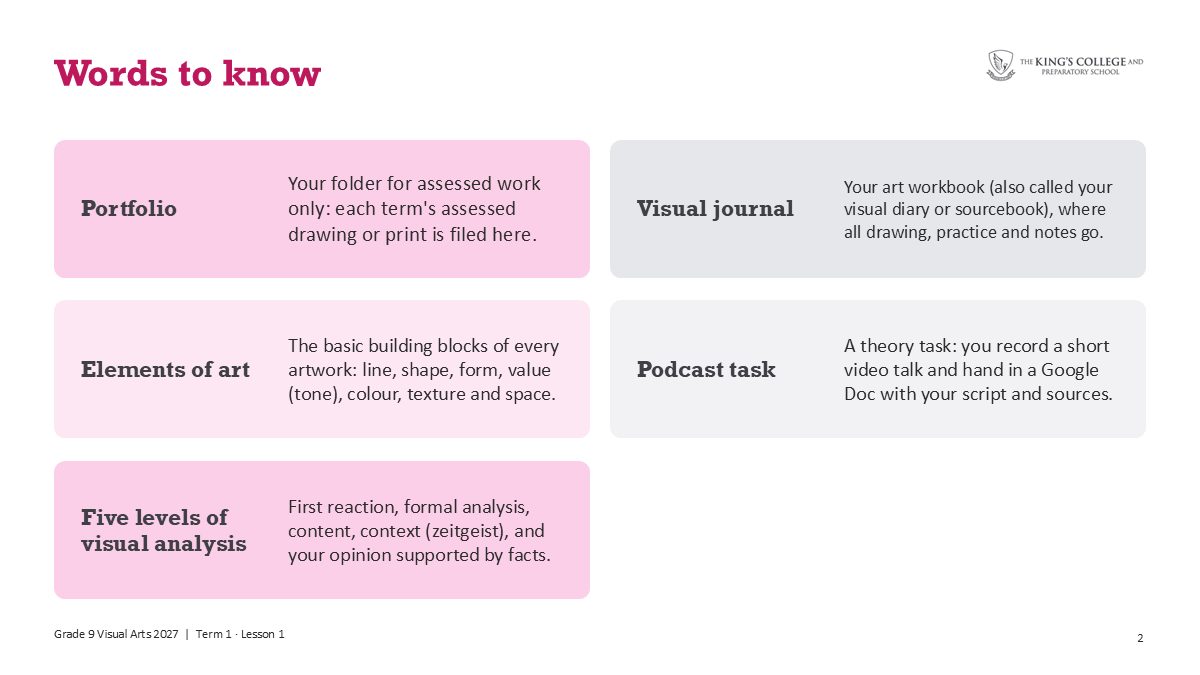 Words to know
THE KING'S COLLEGE AND
PREPARATORY SCHOOL
Portfolio
Your folder for assessed work
only: each term's assessed
drawing or print is filed here.
Visual journal
Your art workbook (also called your
visual diary or sourcebook), where
all drawing, practice and notes go.
Elements of art
The basic building blocks of every
artwork: line, shape, form, value
(tone), colour, texture and space.
Podcast task
A theory task: you record a short
video talk and hand in a Google
Doc with your script and sources.
Five levels of
visual analysis
First reaction, formal analysis,
content, context (zeitgeist), and
your opinion supported by facts.
Grade 9 Visual Arts 2027 | Term 1 · Lesson 1
2